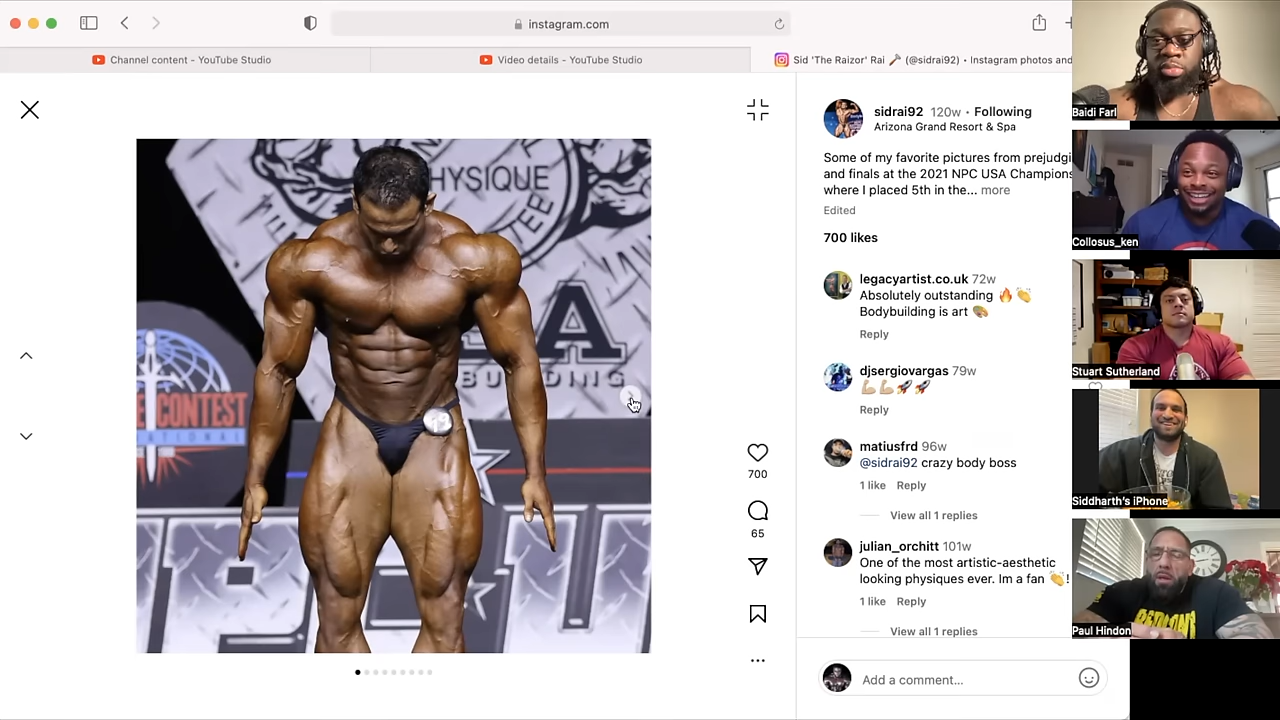 instagram.com
Channel content - YouTube Studio
Video details - YouTube Studio
Sid 'The Raizor' Rai 🪒 (@sidrai92) • Instagram photos and
sidrai92 120w • Following
Arizona Grand Resort & Spa
Some of my favorite pictures from prejudgi
and finals at the 2021 NPC USA Champions
where I placed 5th in the... more
Edited
700 likes
legacyartist.co.uk 72w
Absolutely outstanding 🔥 👏
Bodybuilding is art 🎨
Reply
djsergiovargas 79w
💪🏼💪🏼🚀🚀
Reply
matiusfrd 96w
@sidrai92 crazy body boss
1 like Reply
View all 1 replies
julian_orchitt 101w
One of the most artistic-aesthetic
looking physiques ever. Im a fan 👏!
1 like Reply
View all 1 replies
Add a comment...
700
65
PHYSIQUE
BUILDING
CONTEST
Baidi Farl
Collosus_ken
Stuart Sutherland
Siddharth's iPhone
Paul Hindon